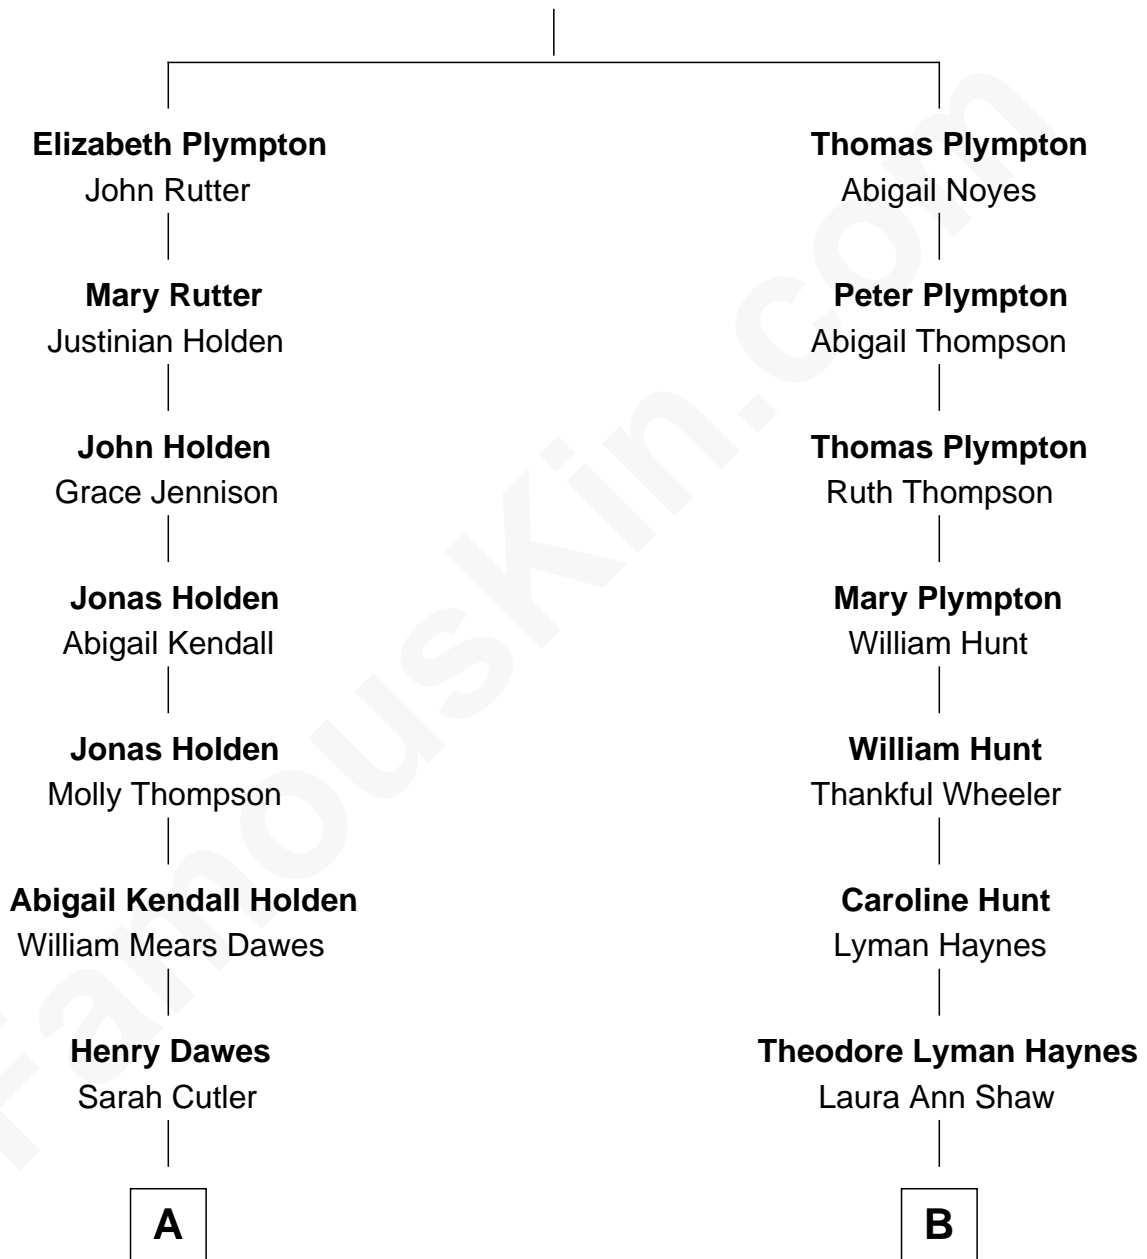 Elizabeth Plympton
John Rutter
Mary Rutter
Justinian Holden
John Holden
Grace Jennison
Jonas Holden
Abigail Kendall
Jonas Holden
Molly Thompson
Abigail Kendall Holden
William Mears Dawes
Henry Dawes
Sarah Cutler
A
Thomas Plympton
Abigail Noyes
Peter Plympton
Abigail Thompson
Thomas Plympton
Ruth Thompson
Mary Plympton
William Hunt
William Hunt
Thankful Wheeler
Caroline Hunt
Lyman Haynes
Theodore Lyman Haynes
Laura Ann Shaw
B
FamousKin.com